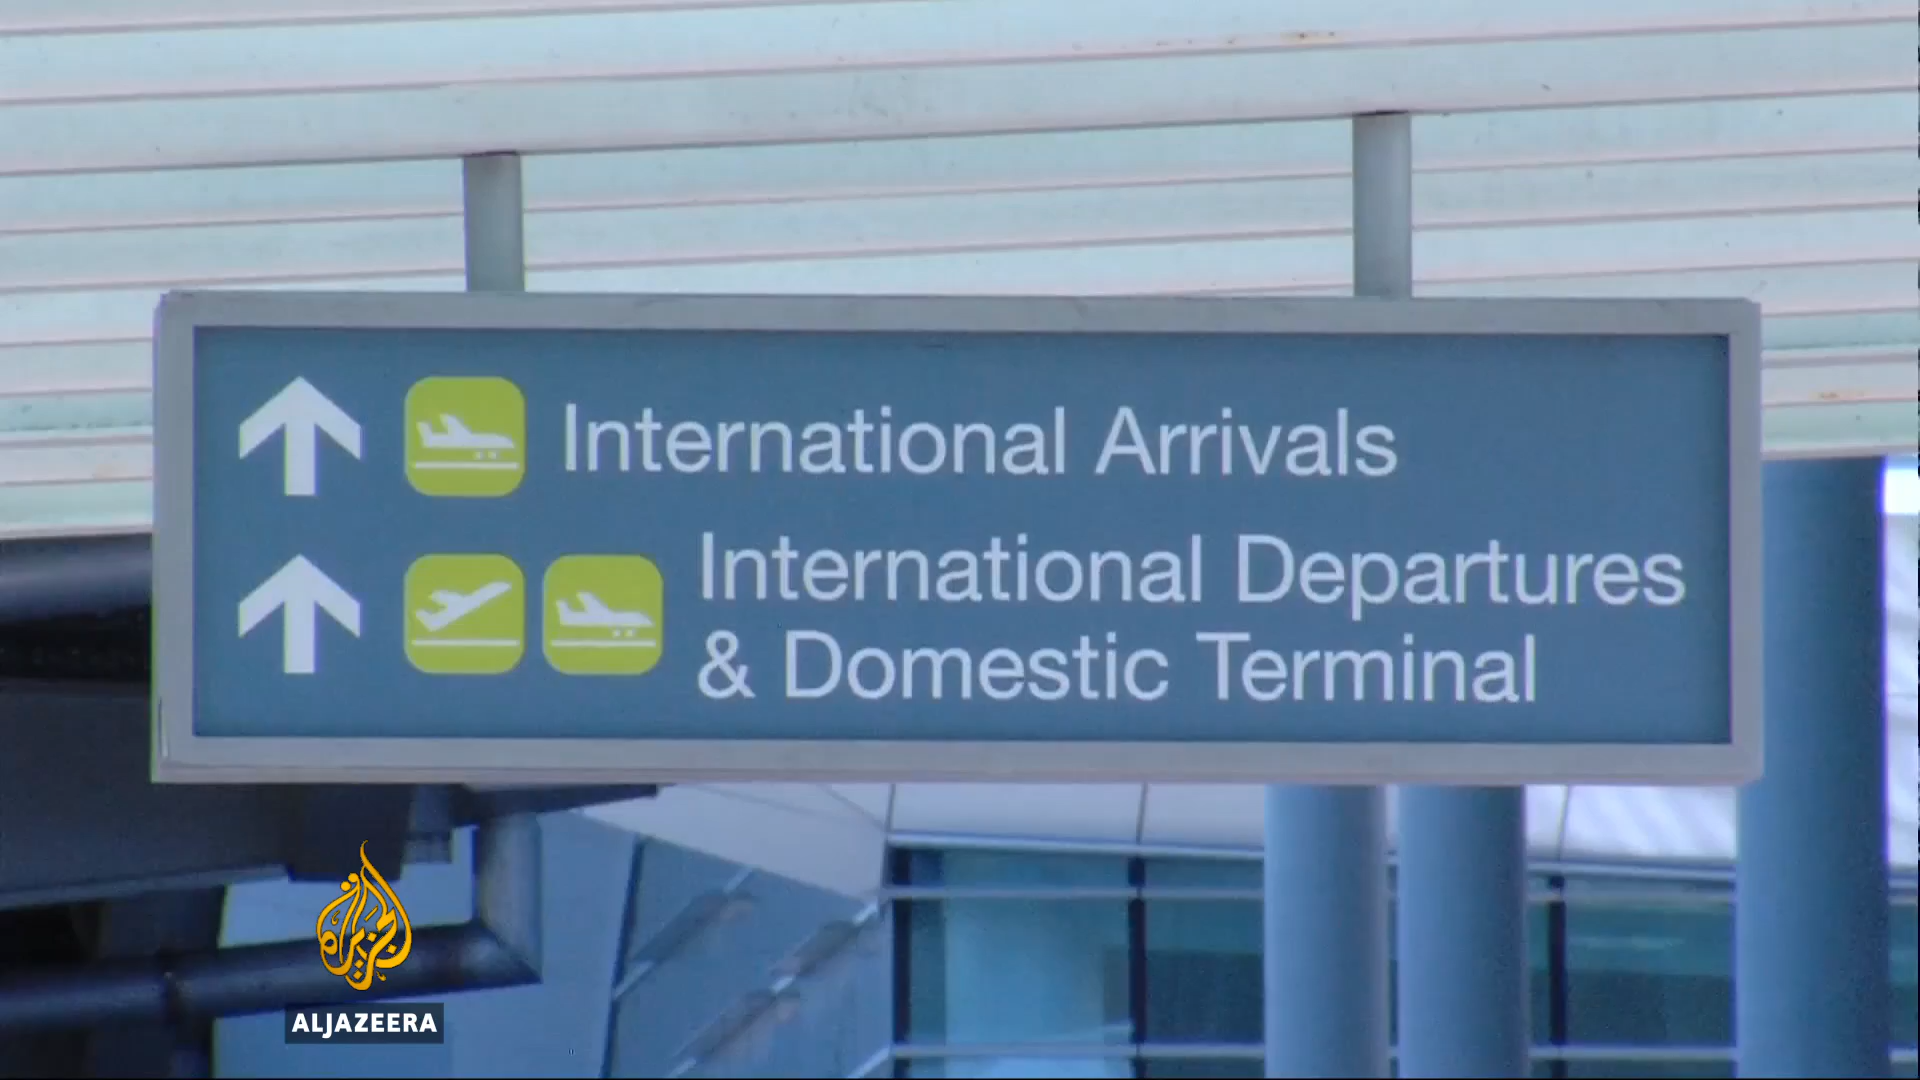 International Arrivals
International Departures
& Domestic Terminal
الجزيرة
ALJAZEERA